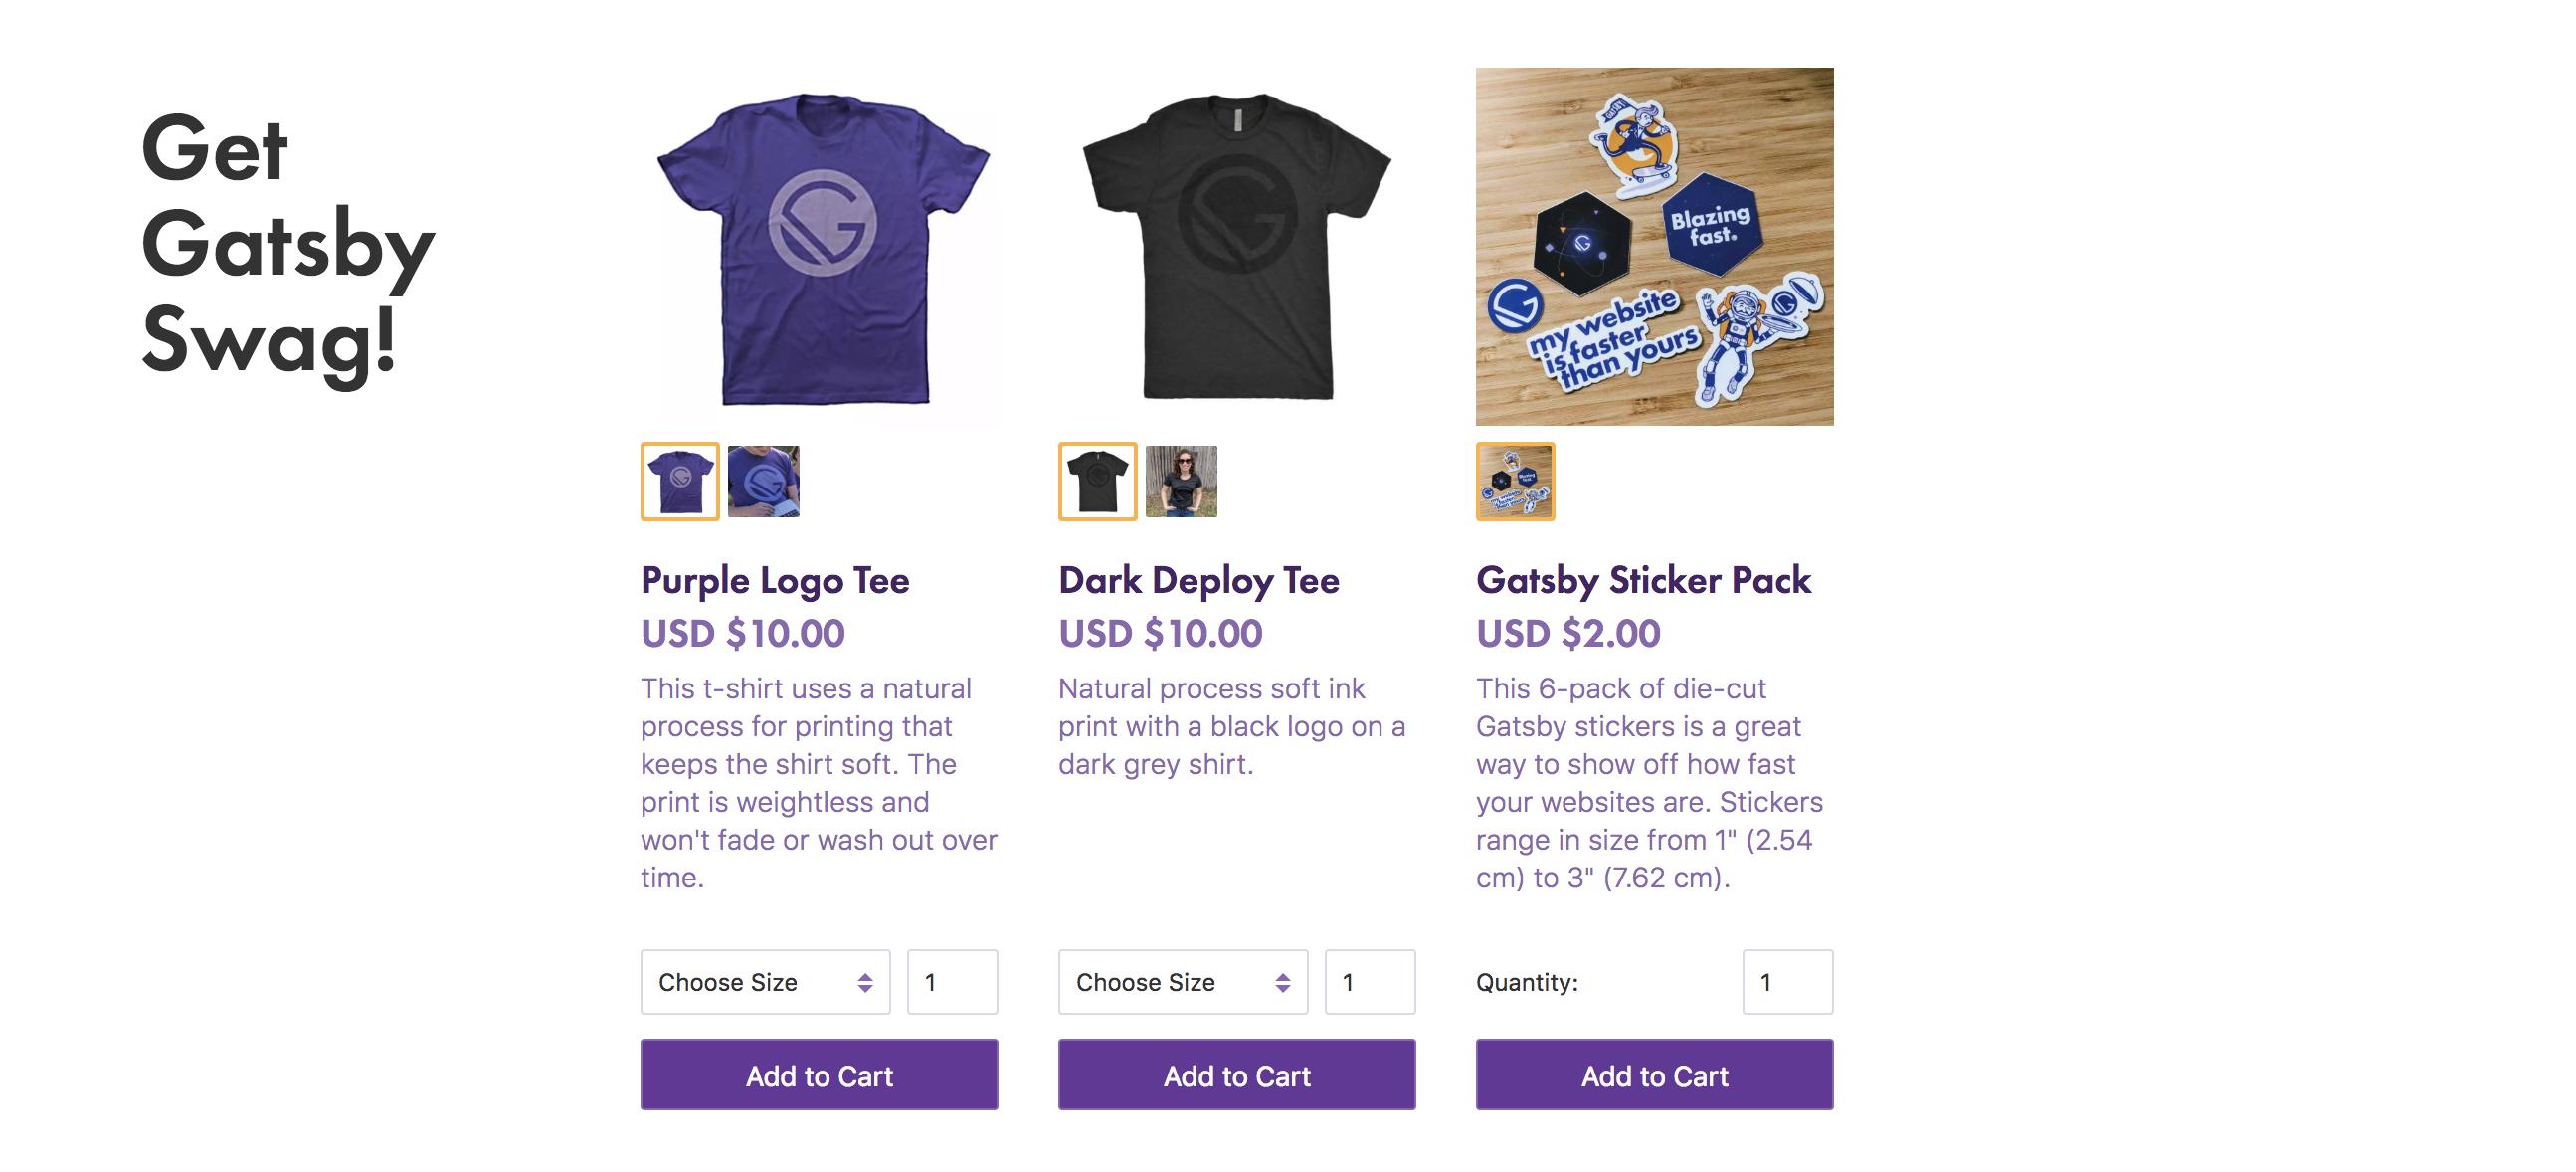 Get
Gatsby
Swag!
Blazing
fast.
my website
is faster
than yours
Purple Logo Tee
USD $10.00
This t-shirt uses a natural
process for printing that
keeps the shirt soft. The
print is weightless and
won't fade or wash out over
time.
Choose Size
1
Add to Cart
Dark Deploy Tee
USD $10.00
Natural process soft ink
print with a black logo on a
dark grey shirt.
Choose Size
1
Add to Cart
Gatsby Sticker Pack
USD $2.00
This 6-pack of die-cut
Gatsby stickers is a great
way to show off how fast
your websites are. Stickers
range in size from 1" (2.54
cm) to 3" (7.62 cm).
Quantity:
1
Add to Cart